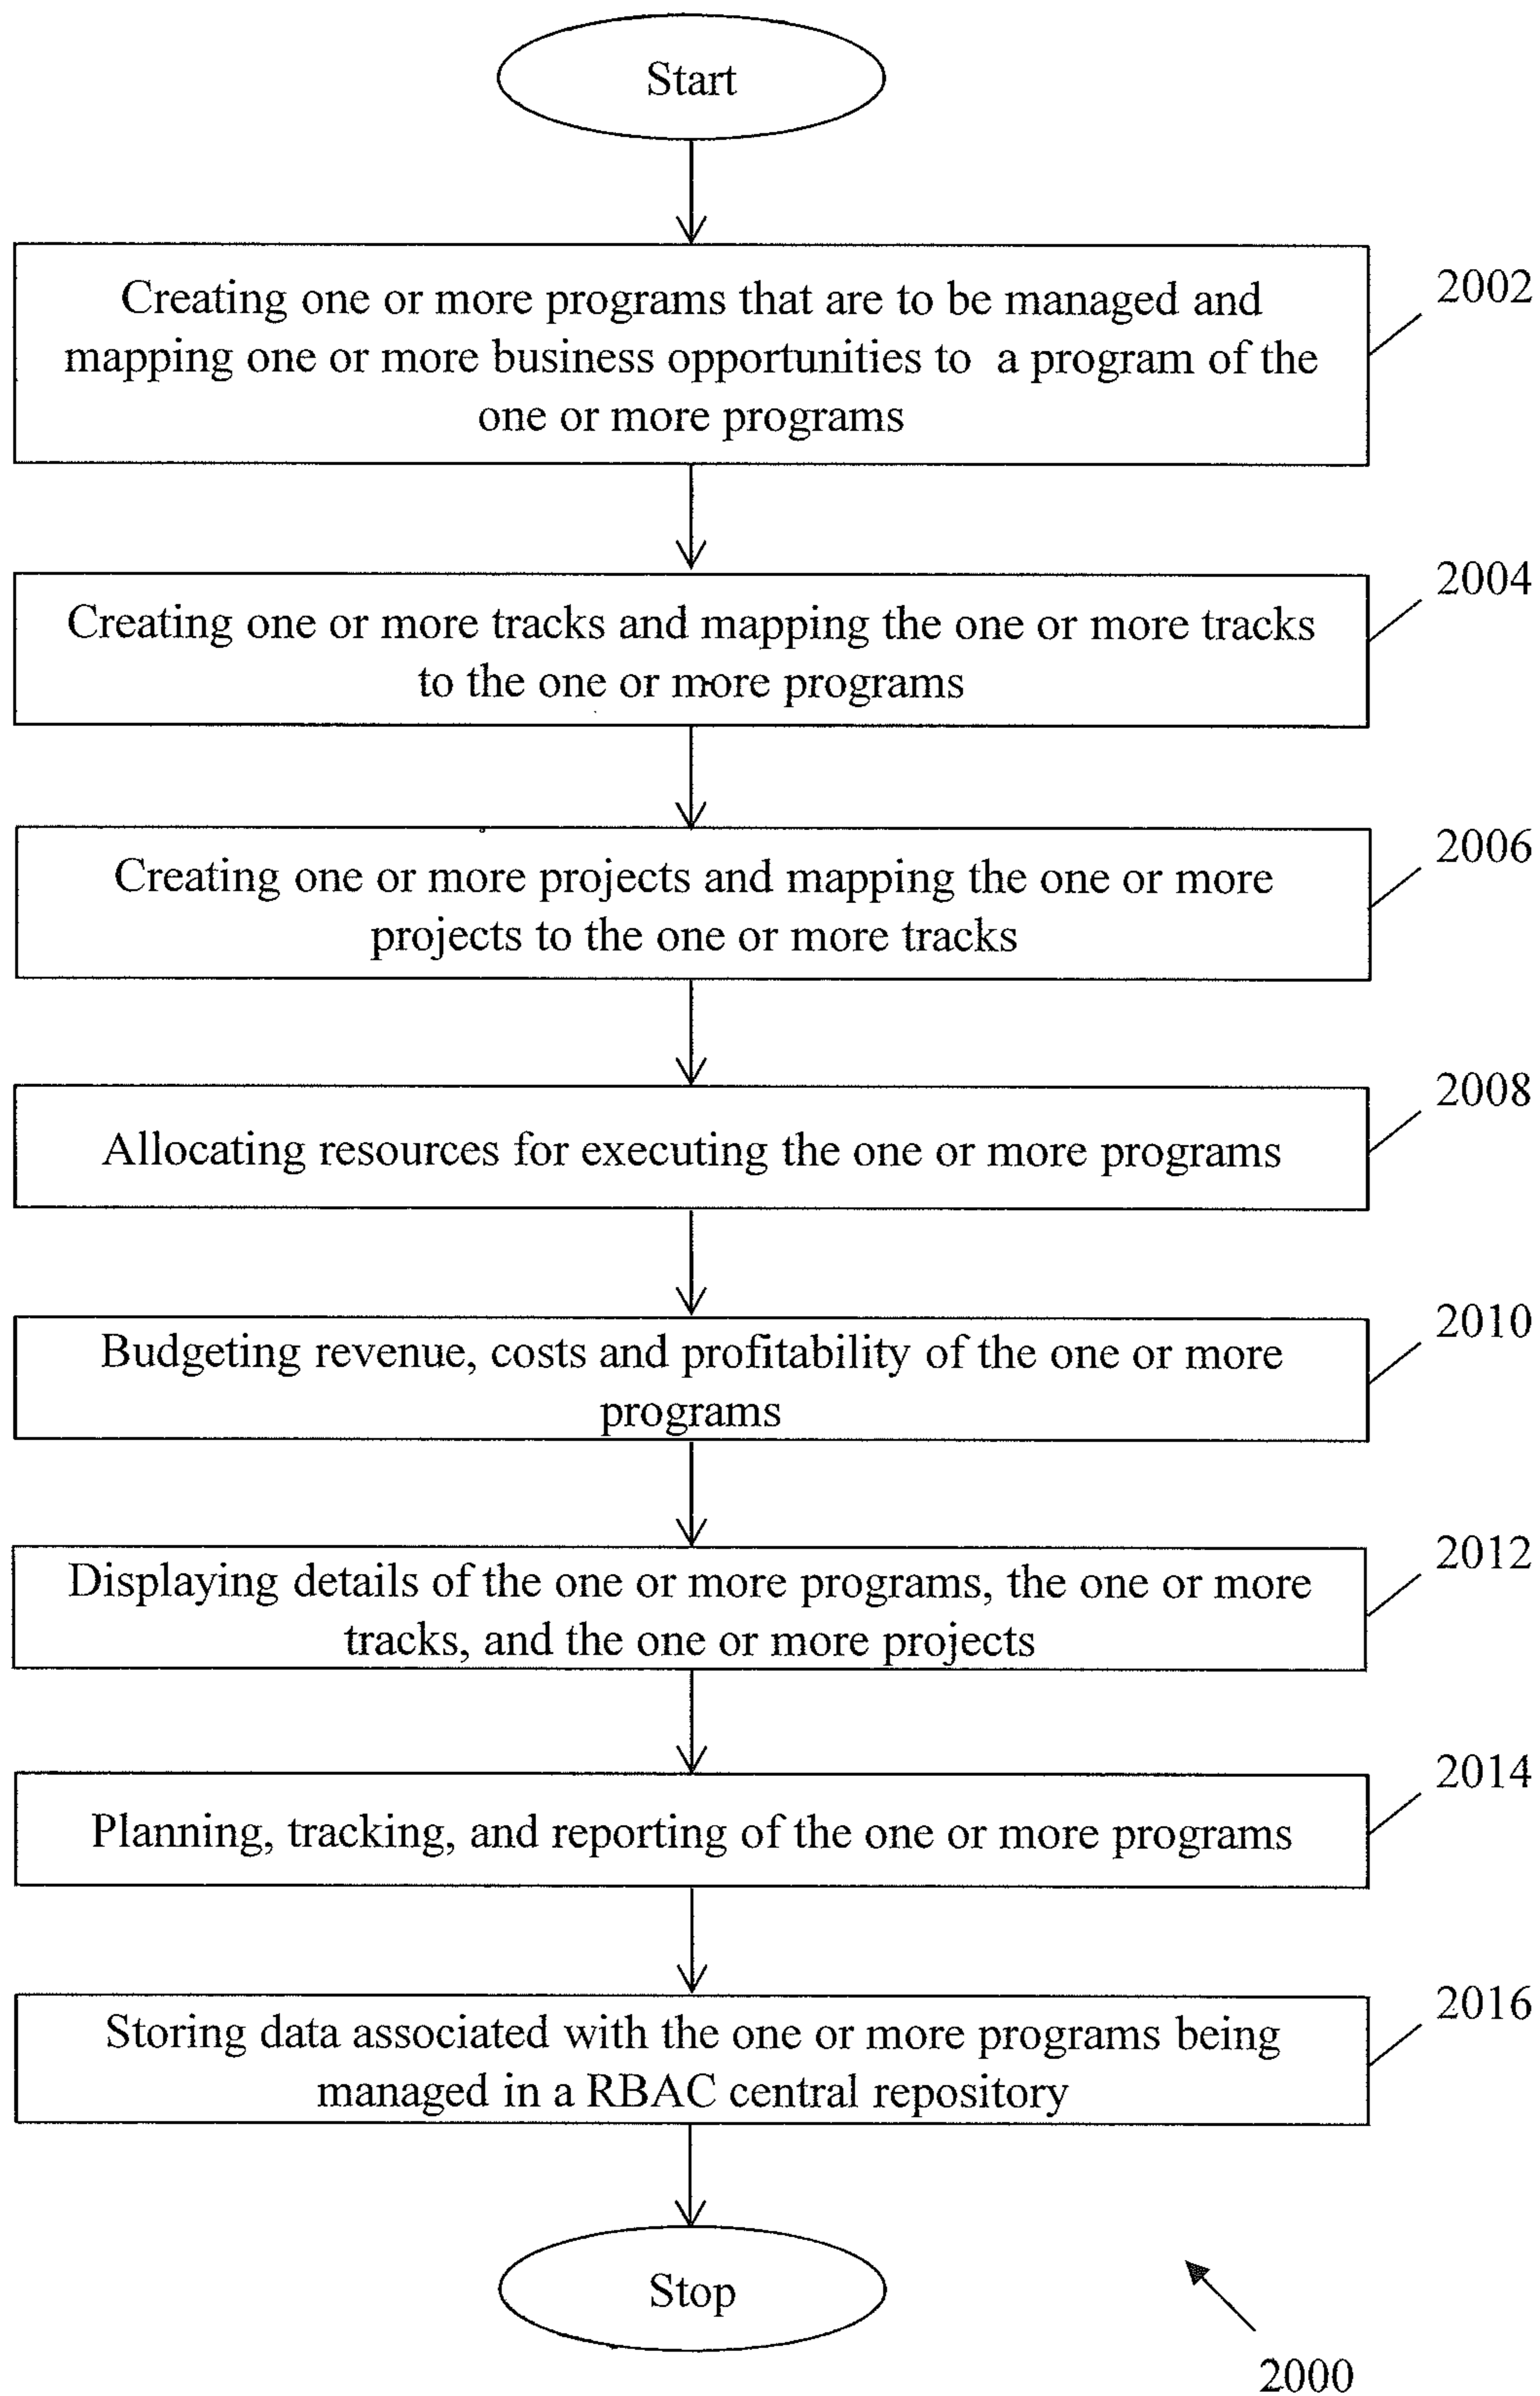 Start
Creating one or more programs that are to be managed and
mapping one or more business opportunities to a program of the
one or more programs
2002
Creating one or more tracks and mapping the one or more tracks
to the one or more programs
2004
Creating one or more projects and mapping the one or more
projects to the one or more tracks
2006
Allocating resources for executing the one or more programs
2008
Budgeting revenue, costs and profitability of the one or more
programs
2010
Displaying details of the one or more programs, the one or more
tracks, and the one or more projects
2012
Planning, tracking, and reporting of the one or more programs
2014
Storing data associated with the one or more programs being
managed in a RBAC central repository
2016
Stop
2000